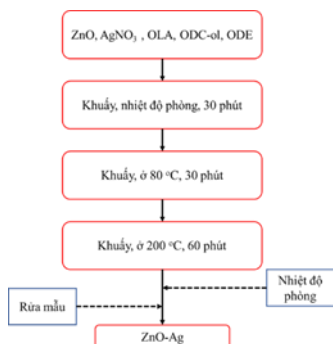 ZnO, AgNO₃ , OLA, ODC-ol, ODE
Khuấy, nhiệt độ phòng, 30 phút
Khuấy, ở 80 °C, 30 phút
Khuấy, ở 200 °C, 60 phút
Nhiệt độ
phòng
Rửa mẫu
ZnO-Ag